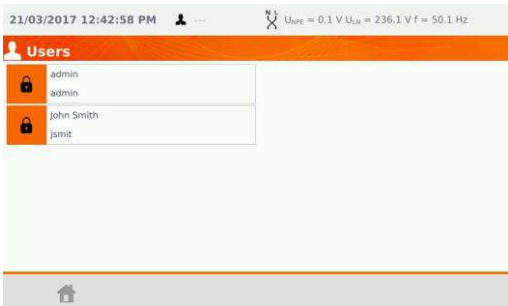 21/03/2017 12:42:58 PM --- N L UNPE = 0.1 V ULN = 236.1 V f = 50.1 Hz
Users
admin
admin
John Smith
jsmit